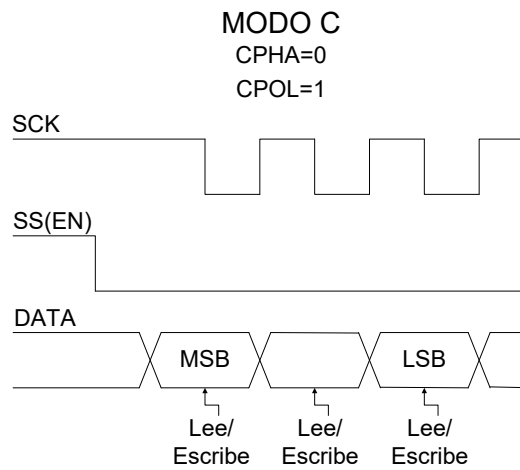 MODO C
CPHA=0
CPOL=1
SCK
SS(EN)
DATA
MSB
LSB
Lee/
Escribe
Lee/
Escribe
Lee/
Escribe